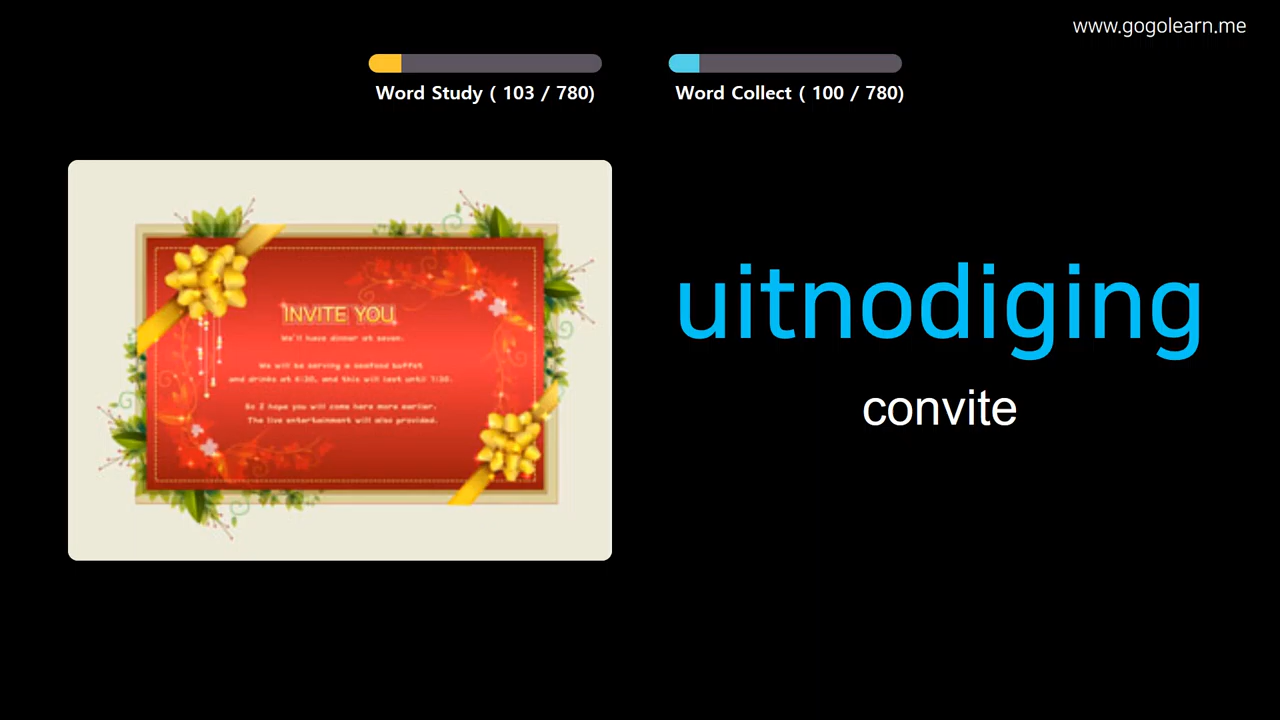 www.gogolearn.me
Word Study ( 103 / 780)
Word Collect ( 100 / 780)
INVITE YOU
We'll have dinner at seven.
We will be serving a seafood buffet
and drinks at 6:30, and this will last until 7:30.
So I hope you will come here more earlier.
The live entertainment will also provided.
uitnodiging
convite